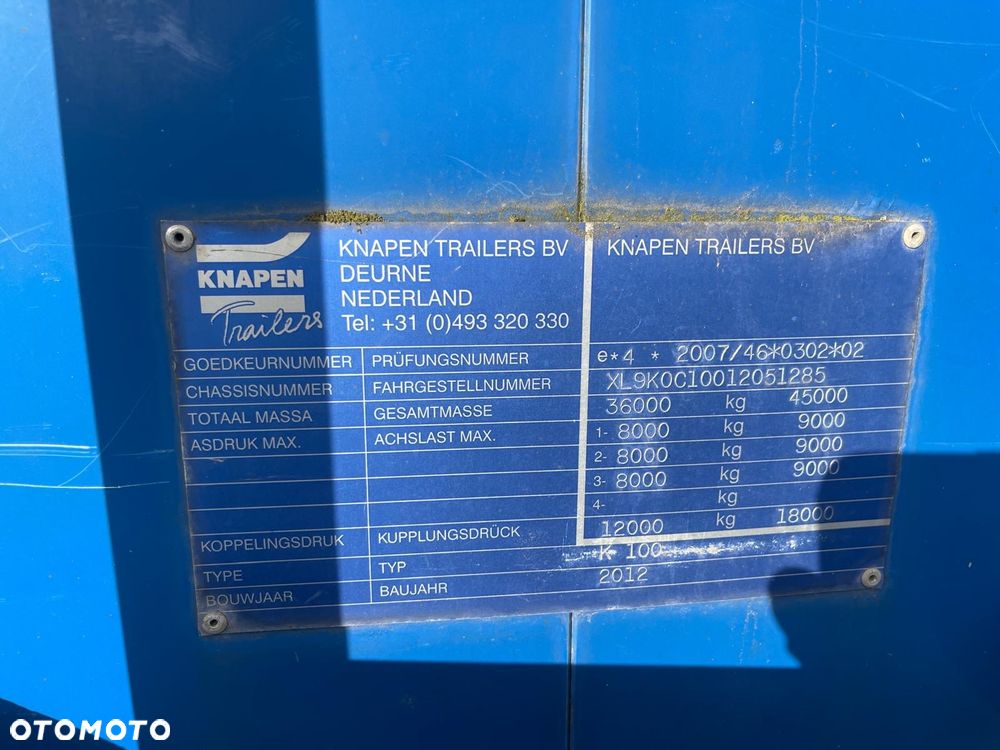 KNAPEN
Trailers
KNAPEN TRAILERS BV
DEURNE
NEDERLAND
Tel: +31 (0)493 320 330
KNAPEN TRAILERS BV
GOEDKEURNUMMER PRÜFUNGSNUMMER e*4 * 2007/46*0302*02
CHASSISNUMMER FAHRGESTELLNUMMER XL9K0C10012051285
TOTAAL MASSA GESAMTMASSE 36000 kg 45000
ASDRUK MAX. ACHSLAST MAX. 1- 8000 kg 9000
2- 8000 kg 9000
3- 8000 kg 9000
4- kg
KOPPELINGSDRUK KUPPLUNGSDRÜCK 12000 kg 18000
TYPE TYP K 100
BOUWJAAR BAUJAHR 2012
OTOMOTO